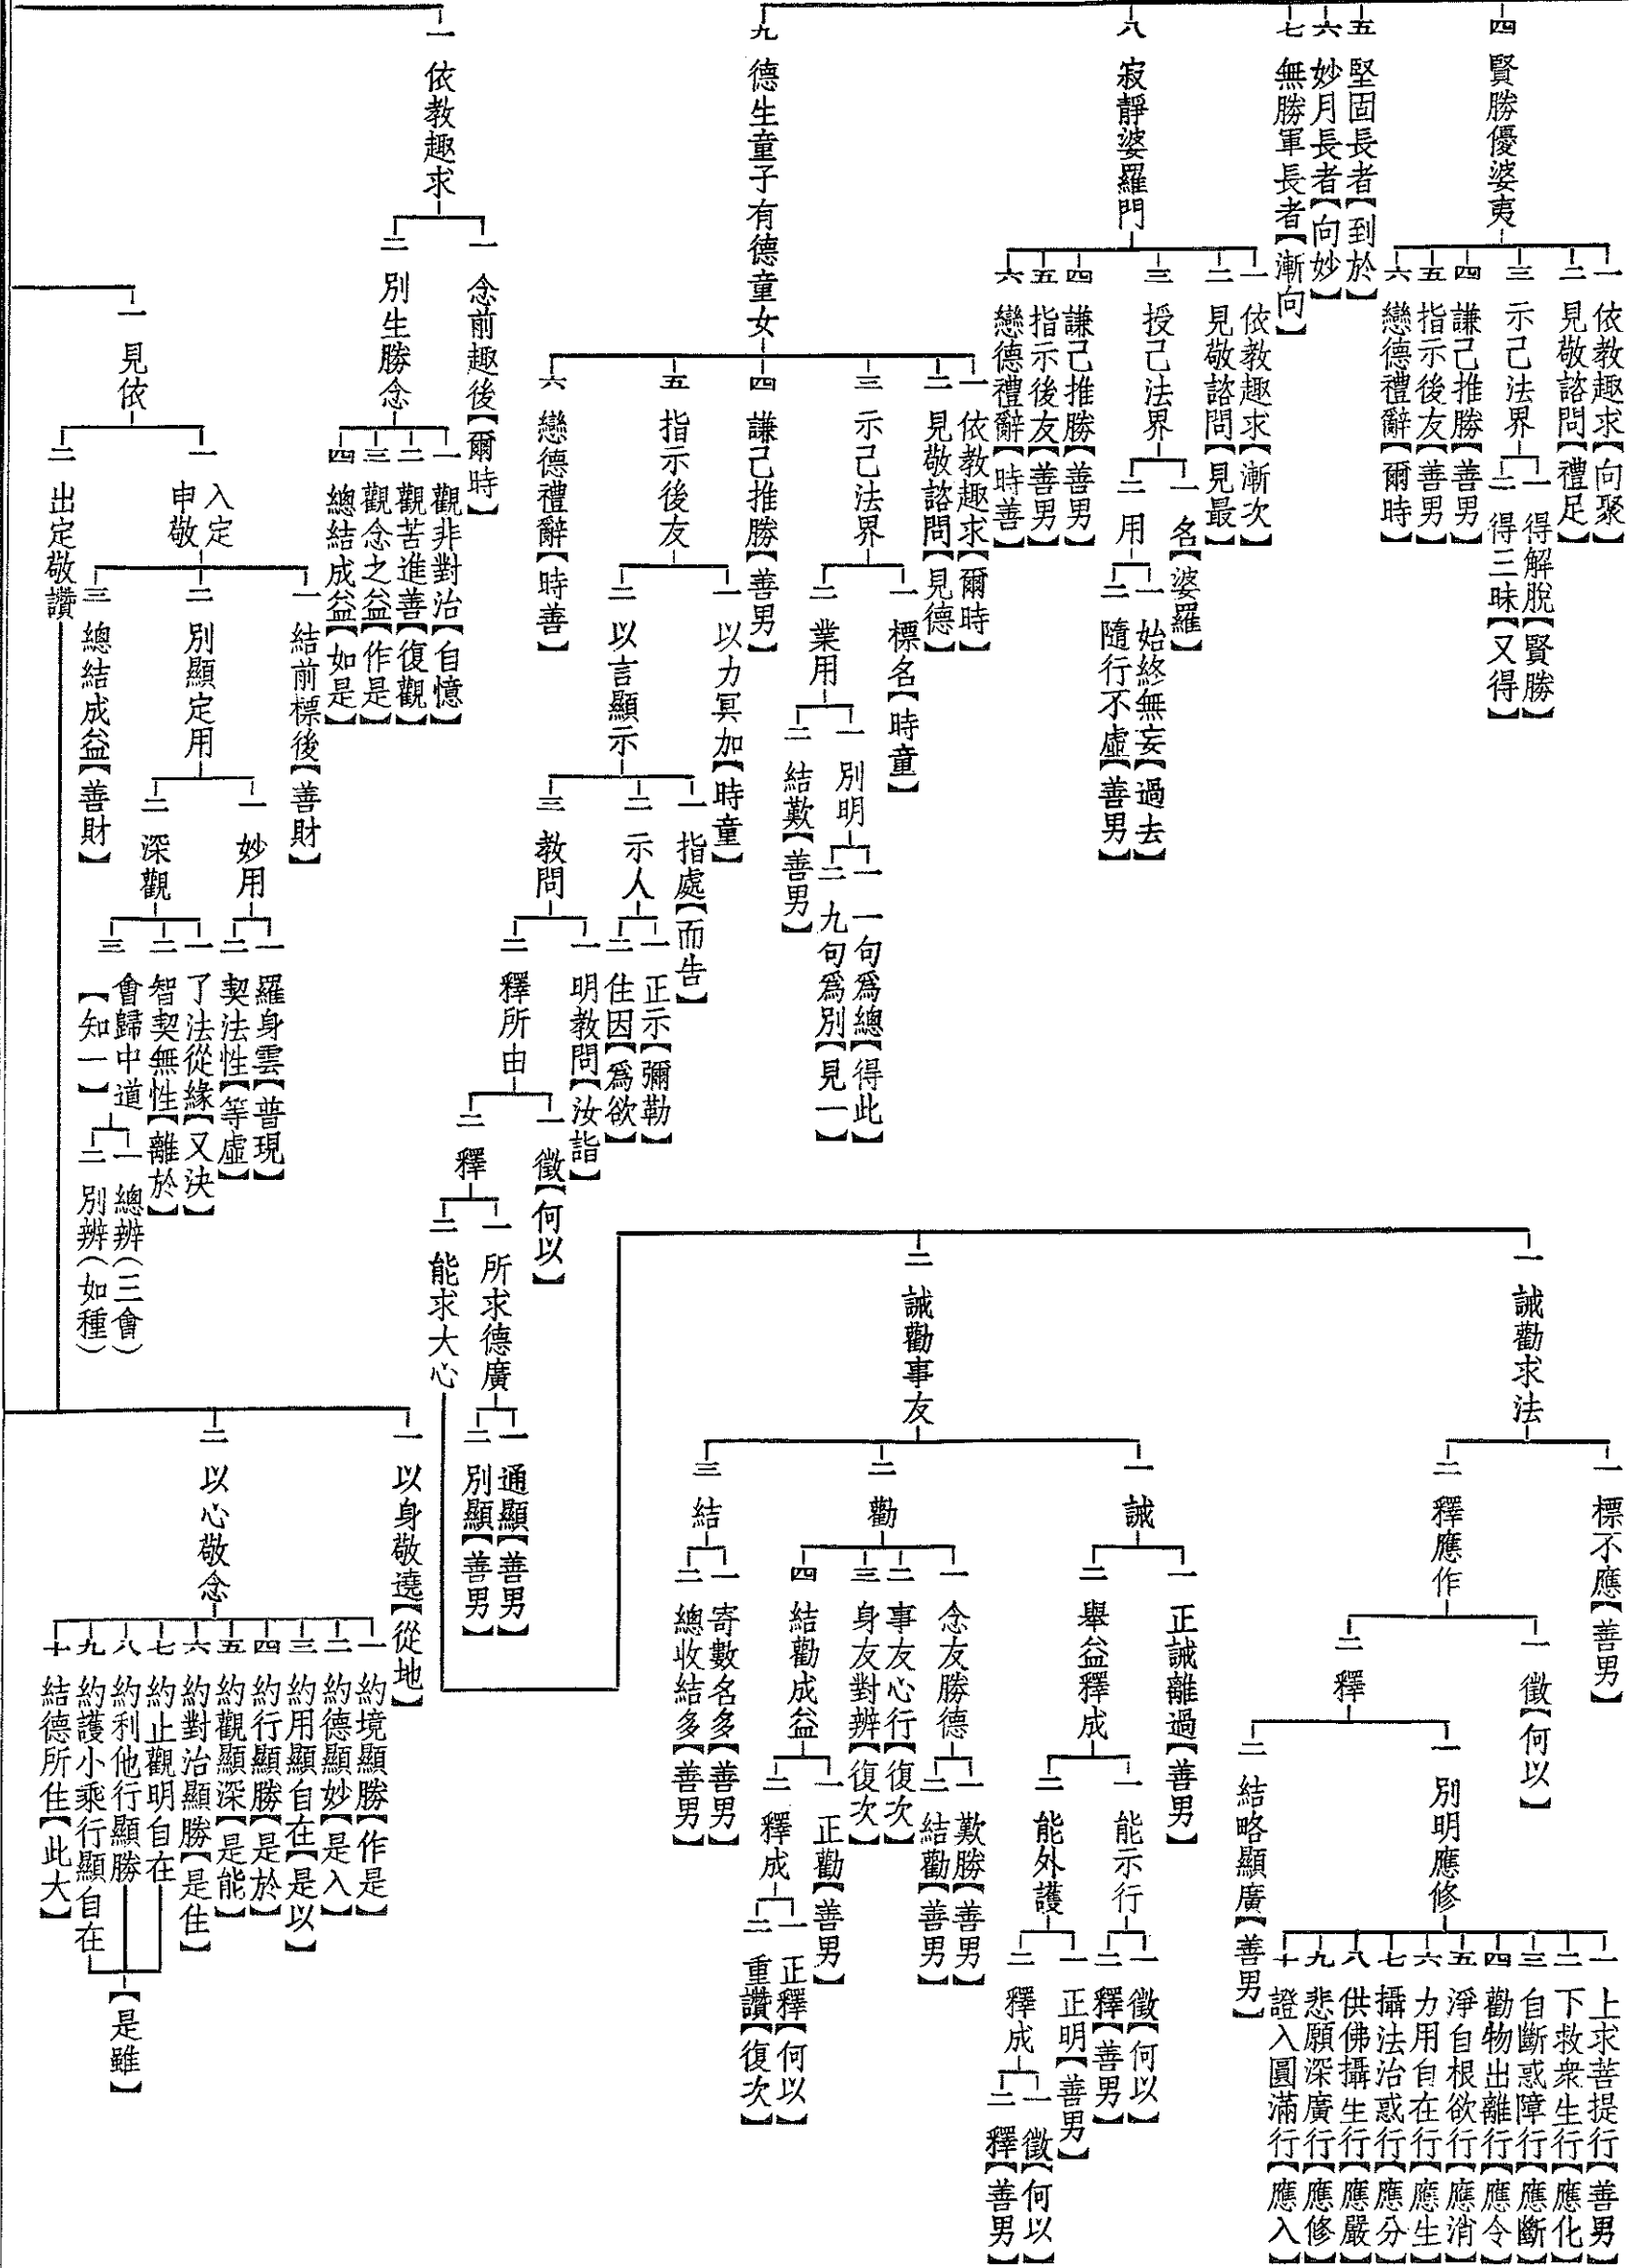 四 賢勝優婆夷
一 依教趣求【向聚】
二 見敬諮問【禮足】
三 示己法界
一 得解脫【賢勝】
二 得三昧【又得】
四 謙己推勝【善男】
五 指示後友【善男】
六 戀德禮辭【爾時】
五 堅固長者【到於】
六 妙月長者【向妙】
七 無勝軍長者【漸向】
八 寂靜婆羅門
一 依教趣求【漸次】
二 見敬諮問【見最】
三 授己法界
一 名【婆羅】
二 用
一 始終無妄【過去】
二 隨行不虛【善男】
四 謙己推勝【善男】
五 指示後友【善男】
六 戀德禮辭【時善】
九 德生童子有德童女
一 依教趣求【爾時】
二 見敬諮問【見德】
三 示己法界
一 標名【時童】
二 業用
一 別明
一 一句爲總【得此】
二 九句爲別【見一】
二 結歎【善男】
四 謙己推勝【善男】
五 指示後友
一 以力冥加【時童】
二 以言顯示
一 指處【而告】
二 示人
一 正示【彌勒】
二 住因【爲欲】
三 教問
一 明教問【汝詣】
二 釋所由
一 徵【何以】
二 釋
一 所求德廣
一 通顯【善男】
二 別顯【善男】
二 能求大心
六 戀德禮辭【時善】
一 誡勸求法
一 標不應【善男】
二 釋應作
一 徵【何以】
二 釋
一 別明應修
一 上求菩提行【善男】
二 下救衆生行【應化】
三 自斷惑障行【應斷】
四 勸物出離行【應令】
五 淨自根欲行【應消】
六 力用自在行【應生】
七 攝法治惑行【應分】
八 供佛攝生行【應嚴】
九 悲願深廣行【應修】
十 證入圓滿行【應入】
二 結略顯廣【善男】
二 誡勸事友
一 誡
一 正誡離過【善男】
二 舉益釋成
一 能示行
一 徵【何以】
二 釋【善男】
二 能外護
一 正明【善男】
二 釋成
一 徵【何以】
二 釋【善男】
二 勸
一 念友勝德
一 歎勝【善男】
二 結勸【善男】
二 事友心行【復次】
三 身友對辨【復次】
四 結勸成益
一 正勸【善男】
二 釋成
一 正釋【何以】
二 重讚【復次】
三 結
一 寄數名多【善男】
二 總收結多【善男】
一 依教趣求
一 念前趣後【爾時】
二 別生勝念
一 觀非對治【自憶】
二 觀苦進善【復觀】
三 觀念之益【作是】
四 總結成益【如是】
一 見依
一 入定申敬
一 結前標後【善財】
二 別顯定用
一 妙用
一 羅身雲【普現】
二 契法性【等虛】
二 深觀
一 了法從緣【又決】
二 智契無性【離於】
三 會歸中道【知一】
一 總辨（三會）
二 別辨（如種）
三 總結成益【善財】
二 出定敬讚
一 以身敬遶【從地】
二 以心敬念
一 約境顯勝【作是】
二 約德顯妙【是入】
三 約用顯自在【是以】
四 約行顯勝【是於】
五 約觀顯深【是能】
六 約對治顯勝【是住】
七 約止觀明自在
八 約利他行顯勝
九 約護小乘行顯自在
【是雖】
十 結德所住【此大】